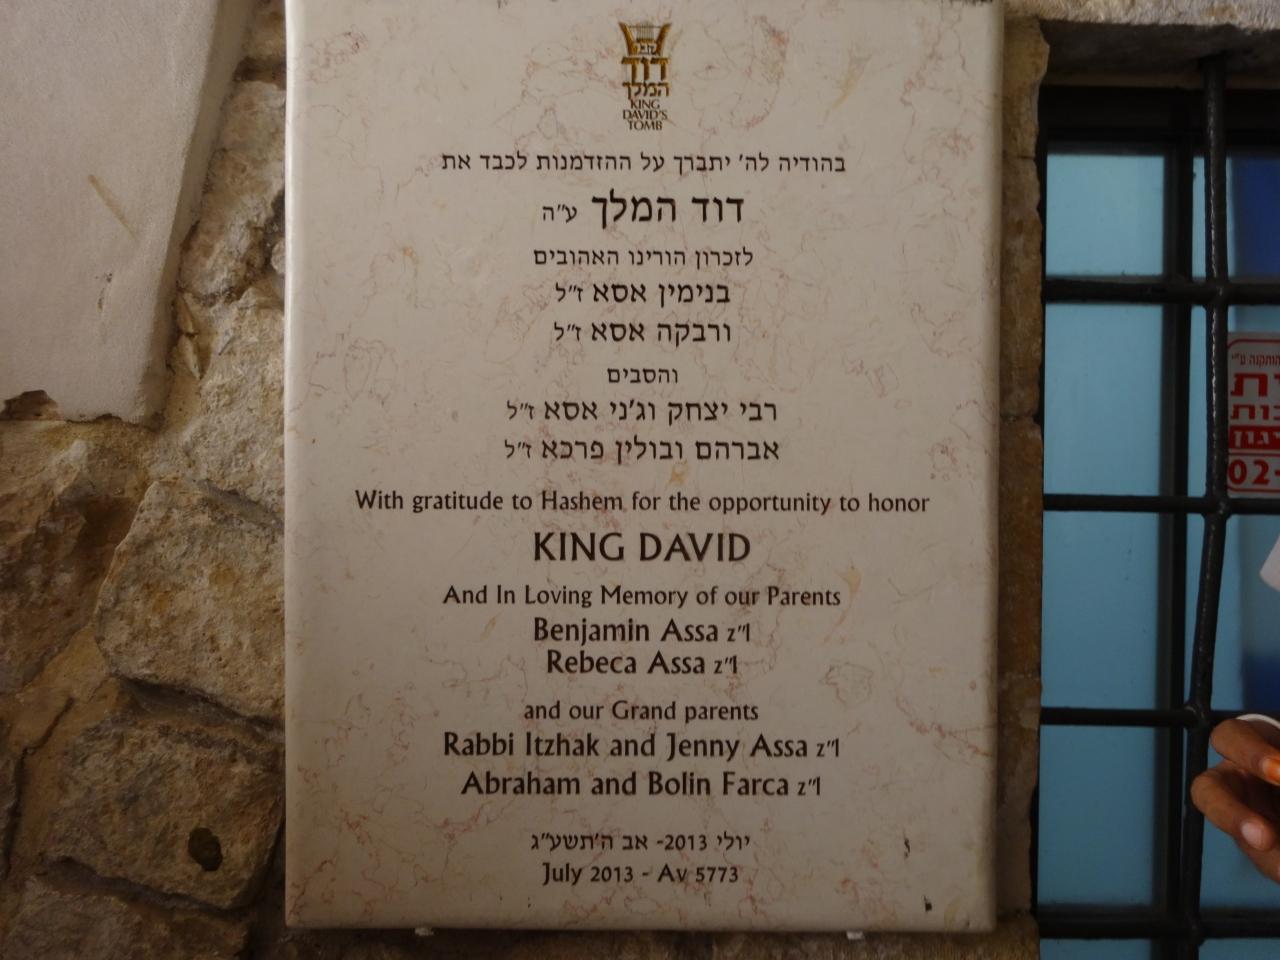 קבר
דוד
המלך
KING
DAVID'S
TOMB
בהודיה לה' יתברך על ההזדמנות לכבד את
דוד המלך ע"ה
לזכרון הורינו האהובים
בנימין אסא ז"ל
ורבקה אסא ז"ל
והסבים
רבי יצחק וג'ני אסא ז"ל
אברהם ובולין פרכא ז"ל
With gratitude to Hashem for the opportunity to honor
KING DAVID
And In Loving Memory of our Parents
Benjamin Assa z"l
Rebeca Assa z"l
and our Grand parents
Rabbi Itzhak and Jenny Assa z"l
Abraham and Bolin Farca z"l
יולי 2013- אב ה'תשע"ג
July 2013 - Av 5773
02-